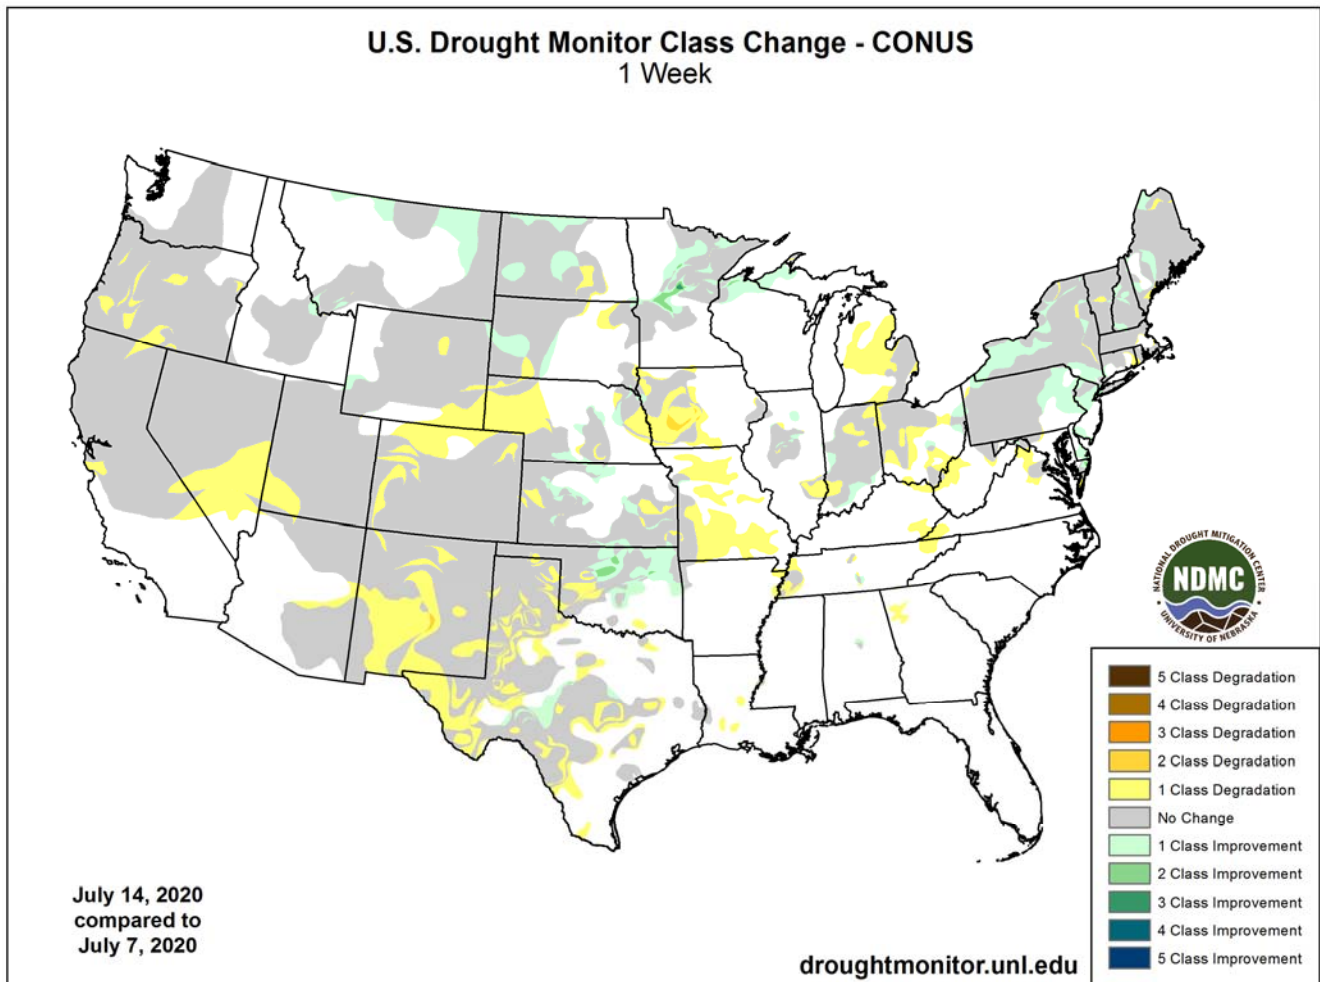 U.S. Drought Monitor Class Change - CONUS
1 Week
NATIONAL DROUGHT MITIGATION CENTER
NDMC
UNIVERSITY OF NEBRASKA
5 Class Degradation
4 Class Degradation
3 Class Degradation
2 Class Degradation
1 Class Degradation
No Change
1 Class Improvement
2 Class Improvement
3 Class Improvement
4 Class Improvement
5 Class Improvement
July 14, 2020
compared to
July 7, 2020
droughtmonitor.unl.edu